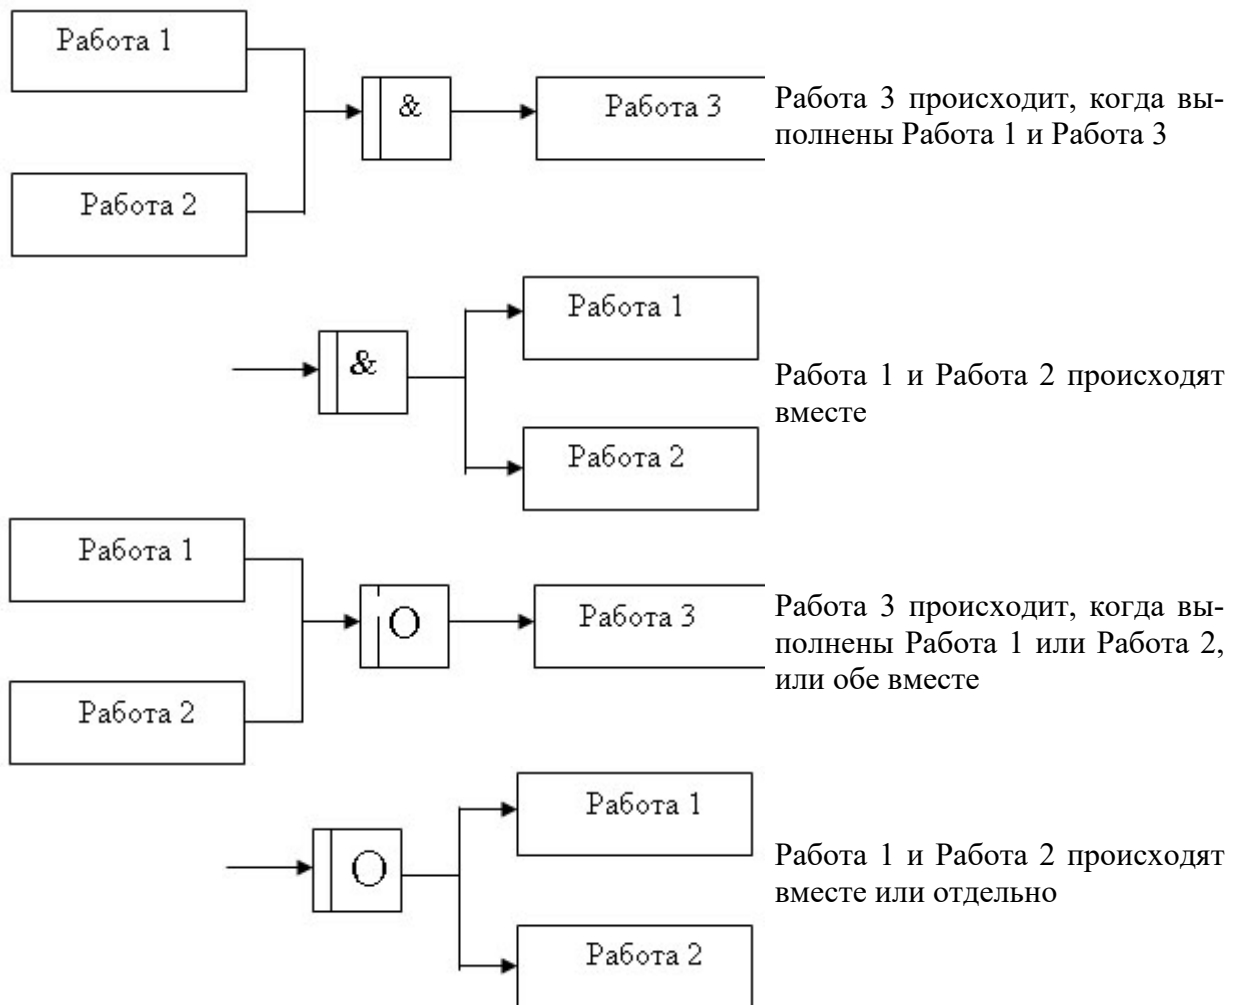 Работа 1
&
Работа 3
Работа 2
Работа 3 происходит, когда вы-
полнены Работа 1 и Работа 3
&
Работа 1
Работа 2
Работа 1 и Работа 2 происходят
вместе
Работа 1
O
Работа 3
Работа 2
Работа 3 происходит, когда вы-
полнены Работа 1 или Работа 2,
или обе вместе
O
Работа 1
Работа 2
Работа 1 и Работа 2 происходят
вместе или отдельно